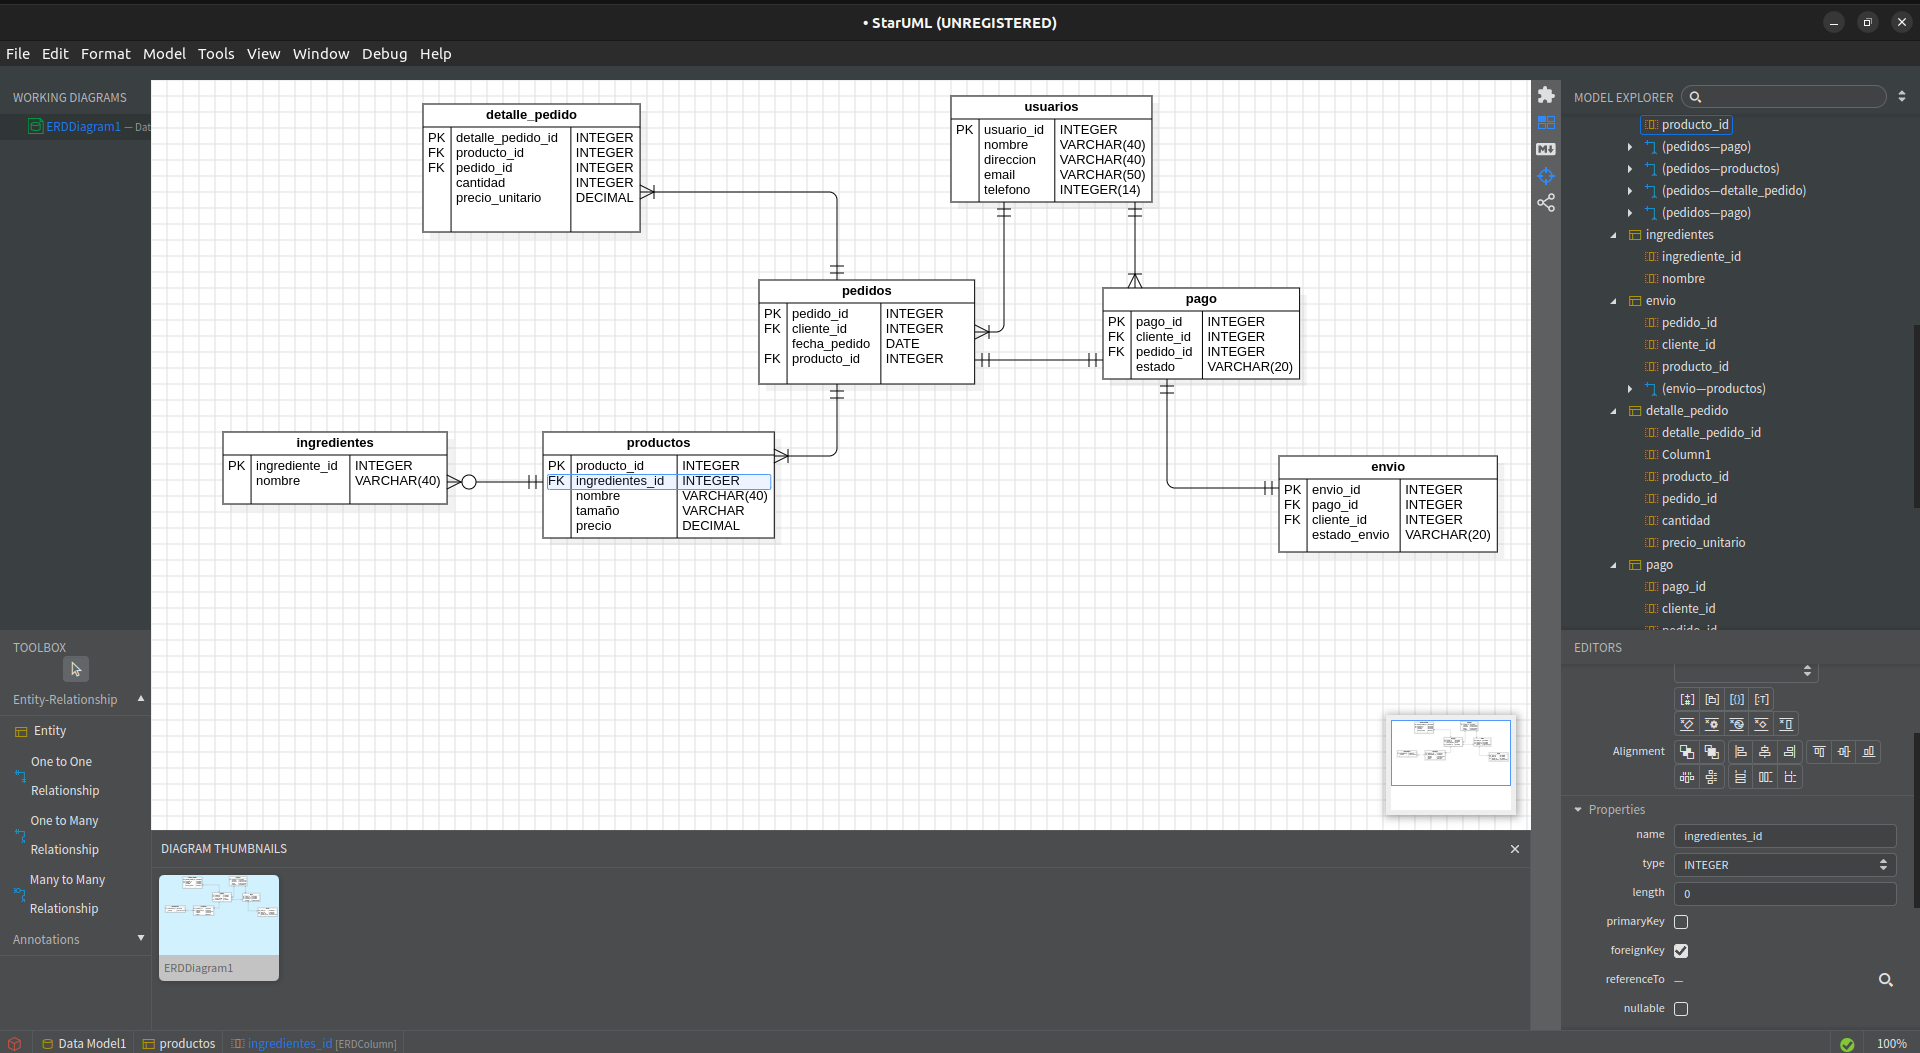 • StarUML (UNREGISTERED)
File Edit Format Model Tools View Window Debug Help
WORKING DIAGRAMS
ERDDiagram1 — Dat
TOOLBOX
Entity-Relationship
Entity
One to One
Relationship
One to Many
Relationship
Many to Many
Relationship
Annotations
detalle_pedido
PK detalle_pedido_id INTEGER
FK producto_id INTEGER
FK pedido_id INTEGER
cantidad INTEGER
precio_unitario DECIMAL
usuarios
PK usuario_id INTEGER
nombre VARCHAR(40)
direccion VARCHAR(40)
email VARCHAR(50)
telefono INTEGER(14)
pedidos
PK pedido_id INTEGER
FK cliente_id INTEGER
fecha_pedido DATE
FK producto_id INTEGER
pago
PK pago_id INTEGER
FK cliente_id INTEGER
FK pedido_id INTEGER
estado VARCHAR(20)
ingredientes
PK ingrediente_id INTEGER
nombre VARCHAR(40)
productos
PK producto_id INTEGER
FK ingredientes_id INTEGER
nombre VARCHAR(40)
tamaño VARCHAR
precio DECIMAL
envio
PK envio_id INTEGER
FK pago_id INTEGER
FK cliente_id INTEGER
estado_envio VARCHAR(20)
DIAGRAM THUMBNAILS
ERDDiagram1
MODEL EXPLORER
producto_id
(pedidos—pago)
(pedidos—productos)
(pedidos—detalle_pedido)
(pedidos—pago)
ingredientes
ingrediente_id
nombre
envio
pedido_id
cliente_id
producto_id
(envio—productos)
detalle_pedido
detalle_pedido_id
Column1
producto_id
pedido_id
cantidad
precio_unitario
pago
pago_id
cliente_id
pedido_id
EDITORS
Alignment
Properties
name ingredientes_id
type INTEGER
length 0
primaryKey
foreignKey
referenceTo —
nullable
Data Model1 productos ingredientes_id [ERDColumn]
100%